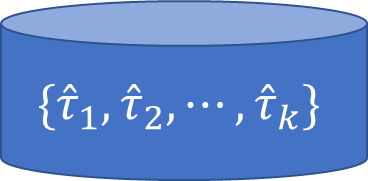 {τ̂₁, τ̂₂, ⋯ , τ̂ₖ}